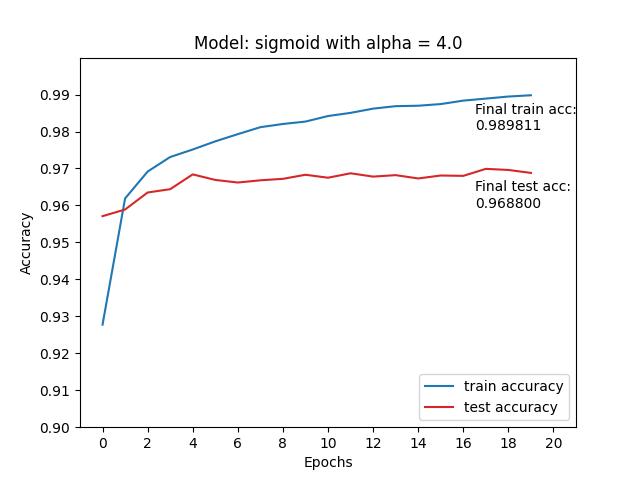 Model: sigmoid with alpha = 4.0
0.99
Final train acc:
0.989811
0.98
0.97
Final test acc:
0.968800
0.96
0.95
Accuracy
0.94
0.93
0.92
0.91
0.90
train accuracy
test accuracy
0 2 4 6 8 10 12 14 16 18 20
Epochs